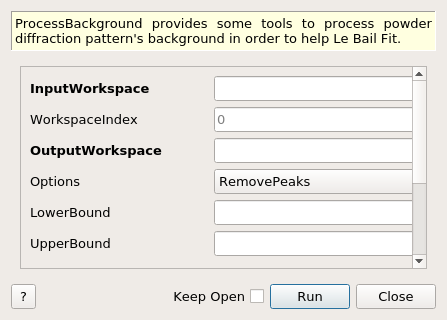 ProcessBackground provides some tools to process powder
diffraction pattern's background in order to help Le Bail Fit.
InputWorkspace
WorkspaceIndex 0
OutputWorkspace
Options RemovePeaks
LowerBound
UpperBound
? Keep Open Run Close